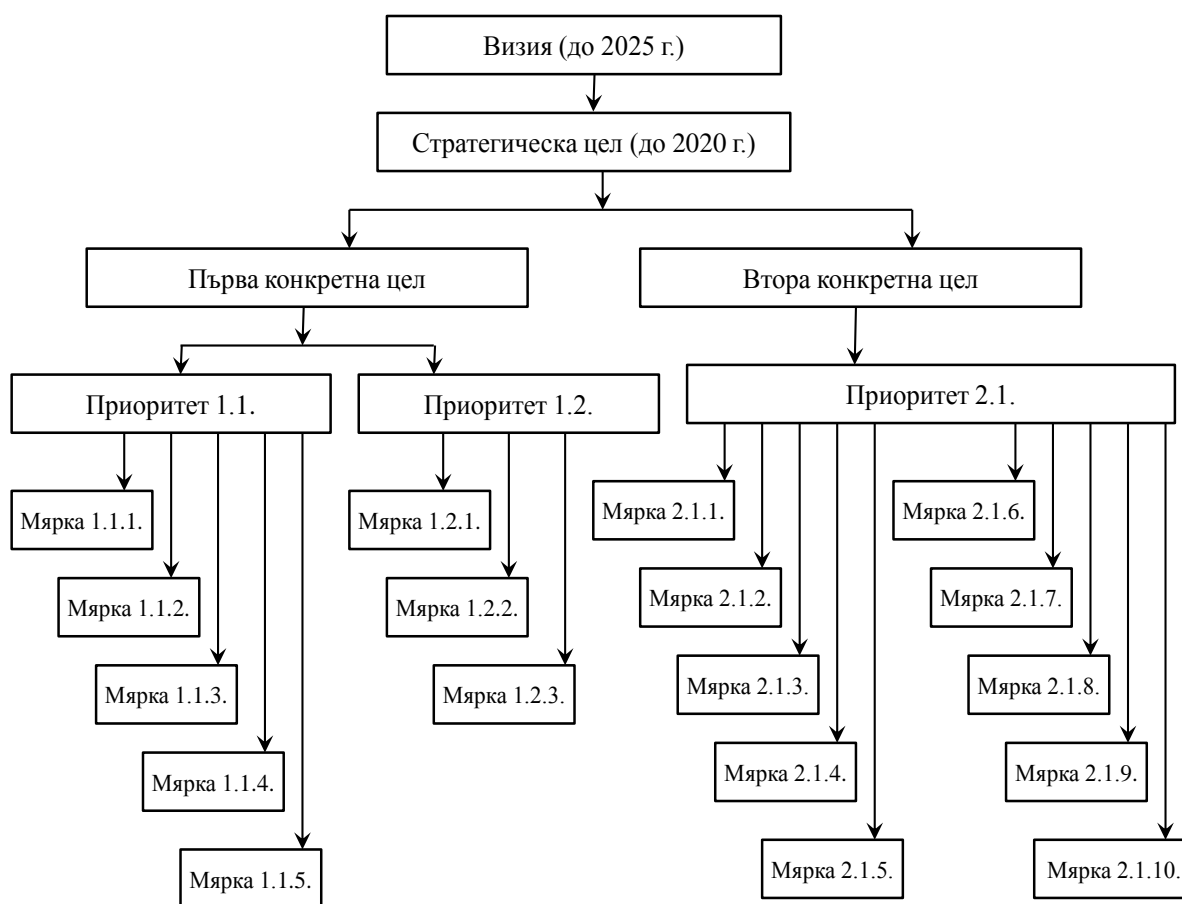 Визия (до 2025 г.)
Стратегическа цел (до 2020 г.)
Първа конкретна цел
Втора конкретна цел
Приоритет 1.1.
Приоритет 1.2.
Приоритет 2.1.
Мярка 1.1.1.
Мярка 1.1.2.
Мярка 1.1.3.
Мярка 1.1.4.
Мярка 1.1.5.
Мярка 1.2.1.
Мярка 1.2.2.
Мярка 1.2.3.
Мярка 2.1.1.
Мярка 2.1.2.
Мярка 2.1.3.
Мярка 2.1.4.
Мярка 2.1.5.
Мярка 2.1.6.
Мярка 2.1.7.
Мярка 2.1.8.
Мярка 2.1.9.
Мярка 2.1.10.